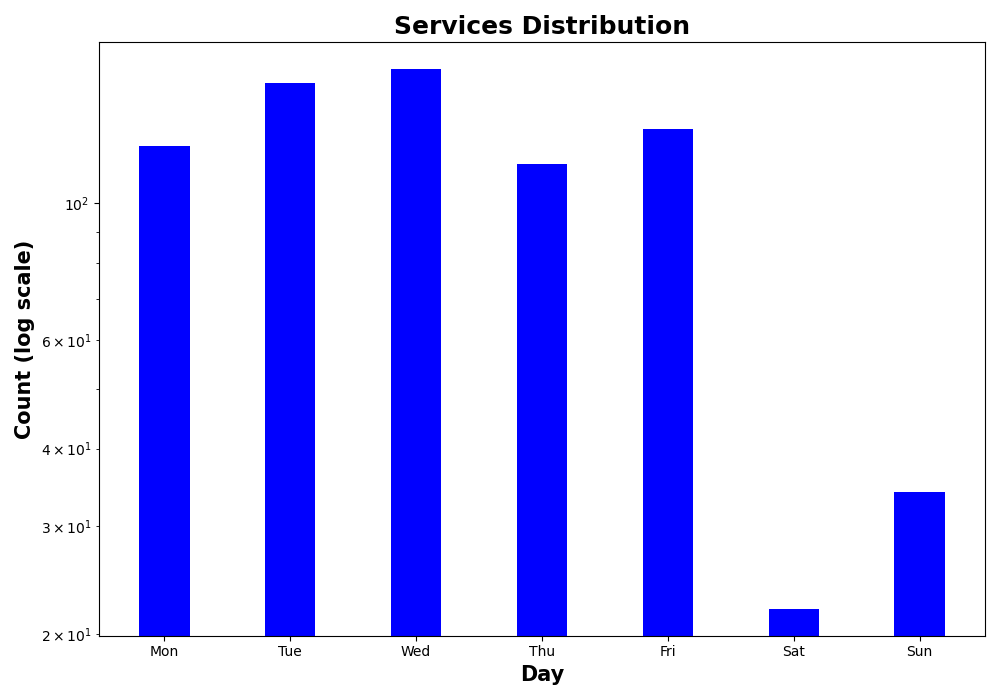 Services Distribution
Count (log scale)
10²
6 × 10¹
4 × 10¹
3 × 10¹
2 × 10¹
Mon Tue Wed Thu Fri Sat Sun
Day